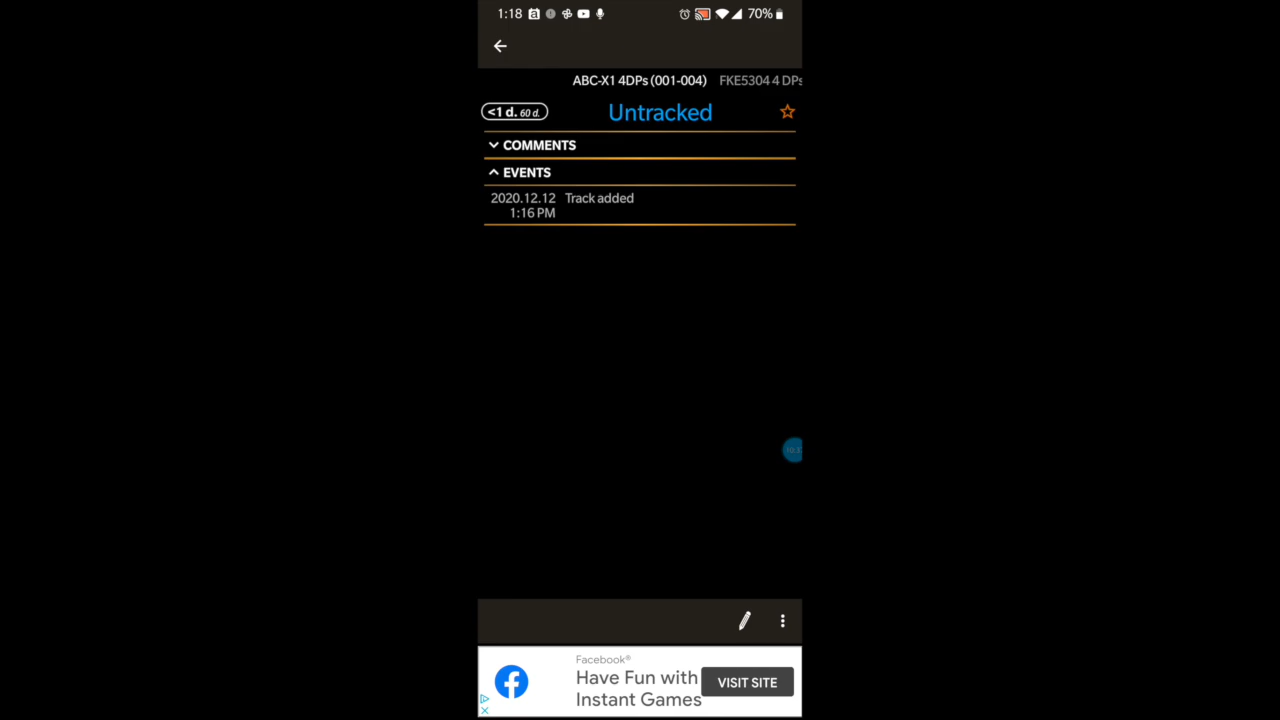 1:18
70%
ABC-X1 4DPs (001-004) FKE5304 4 DPs
<1 d. 60 d. Untracked
COMMENTS
EVENTS
2020.12.12 Track added
1:16 PM
Facebook®
Have Fun with
Instant Games
VISIT SITE